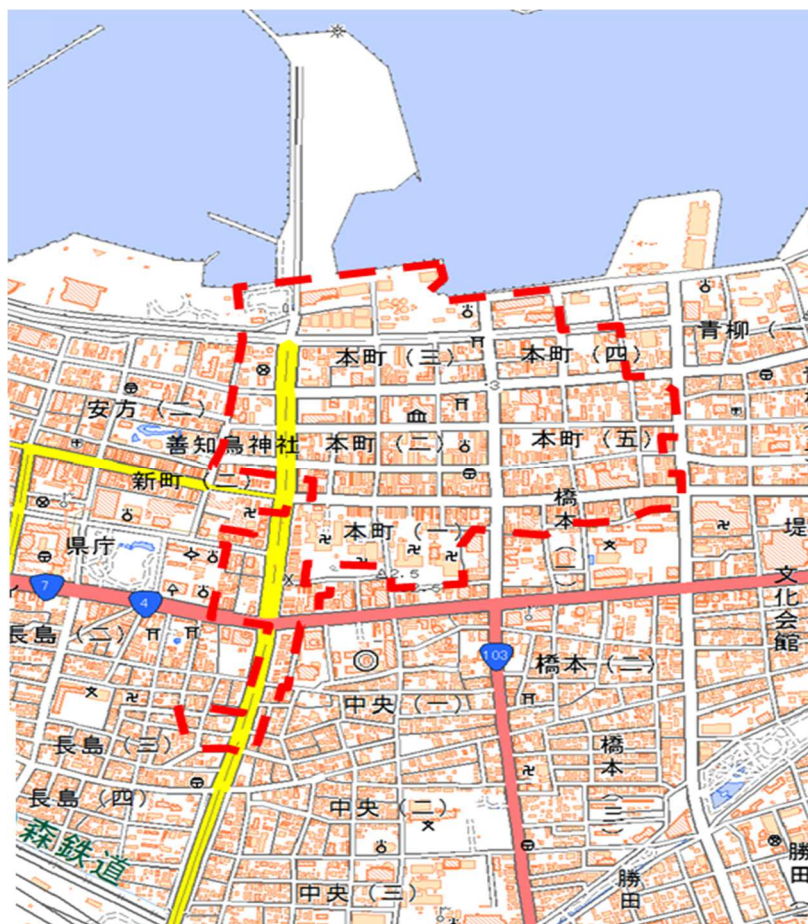 本町（三）
本町（四）
青柳（一
安方（二）
善知鳥神社
本町（二）
本町（五）
新町（二）
橋本（一）
本町（一）
県庁
堤
7
4
文化会館
長島（二）
103
橋本（二）
中央（一）
長島（三）
橋本（三）
長島（四）
中央（二）
森鉄道
勝田
勝田
中央（三）